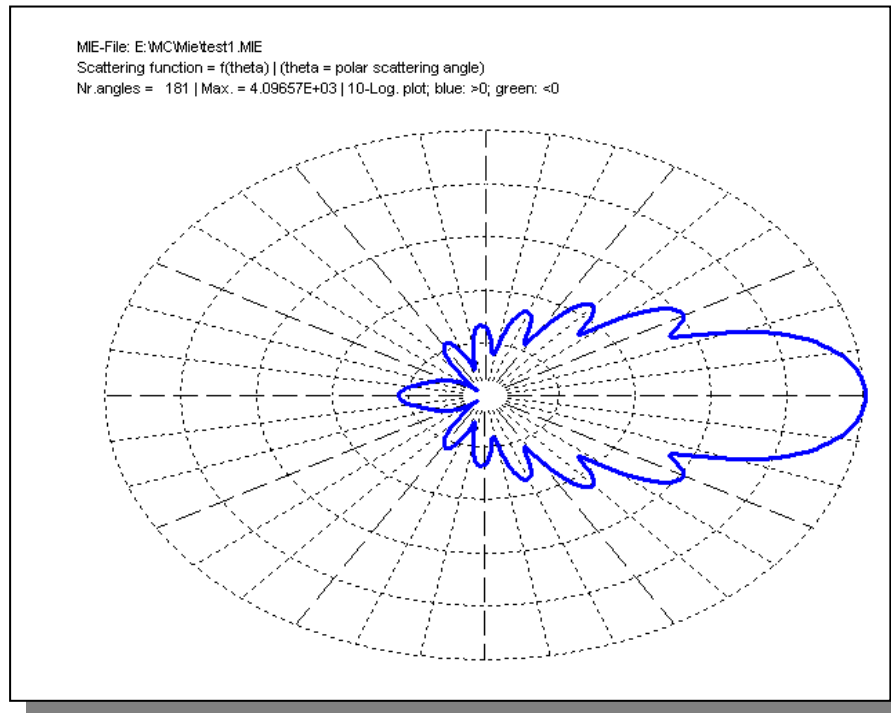 MIE-File: E:\MC\Mie\test1.MIE
Scattering function = f(theta) | (theta = polar scattering angle)
Nr.angles =   181 | Max. = 4.09657E+03 | 10-Log. plot; blue: >0; green: <0